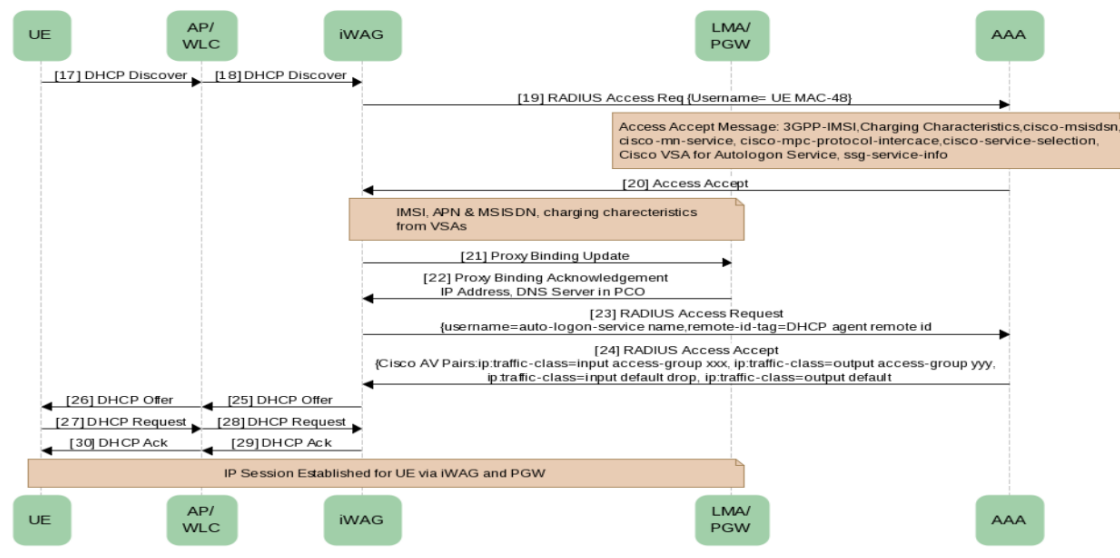 UE
AP/
WLC
iWAG
LMA/
PGW
AAA
[17] DHCP Discover
[18] DHCP Discover
[19] RADIUS Access Req {Username= UE MAC-48}
Access Accept Message: 3GPP-IMSI,Charging Characteristics,cisco-msisdsn,
cisco-mn-service, cisco-mpc-protocol-intercace,cisco-service-selection,
Cisco VSA for Autologon Service, ssg-service-info
[20] Access Accept
IMSI, APN & MSISDN, charging charecteristics
from VSAs
[21] Proxy Binding Update
[22] Proxy Binding Acknowledgement
IP Address, DNS Server in PCO
[23] RADIUS Access Request
{username=auto-logon-service name,remote-id-tag=DHCP agent remote id
[24] RADIUS Access Accept
{Cisco AV Pairs:ip:traffic-class=input access-group xxx, ip:traffic-class=output access-group yyy,
ip:traffic-class=input default drop, ip:traffic-class=output default
[26] DHCP Offer
[25] DHCP Offer
[27] DHCP Request
[28] DHCP Request
[30] DHCP Ack
[29] DHCP Ack
IP Session Established for UE via iWAG and PGW
UE
AP/
WLC
iWAG
LMA/
PGW
AAA